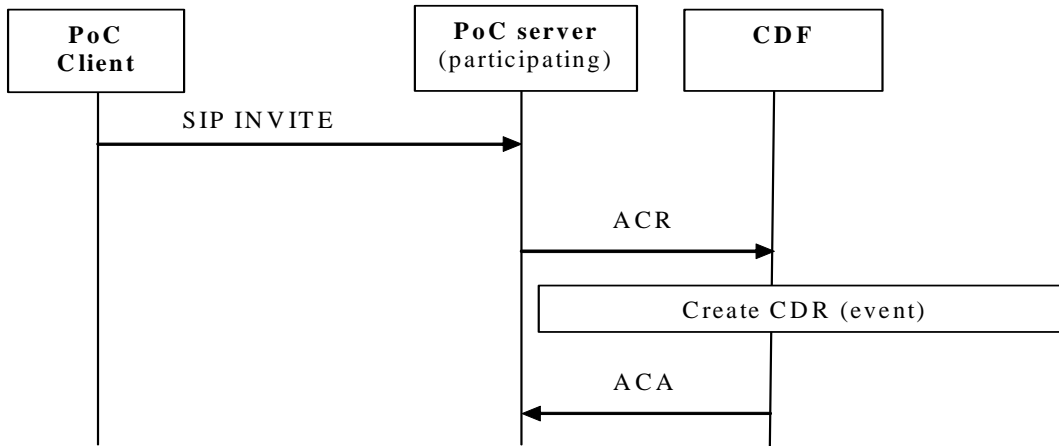 PoC
Client
PoC server
(participating)
CDF
SIP INVITE
ACR
Create CDR (event)
ACA